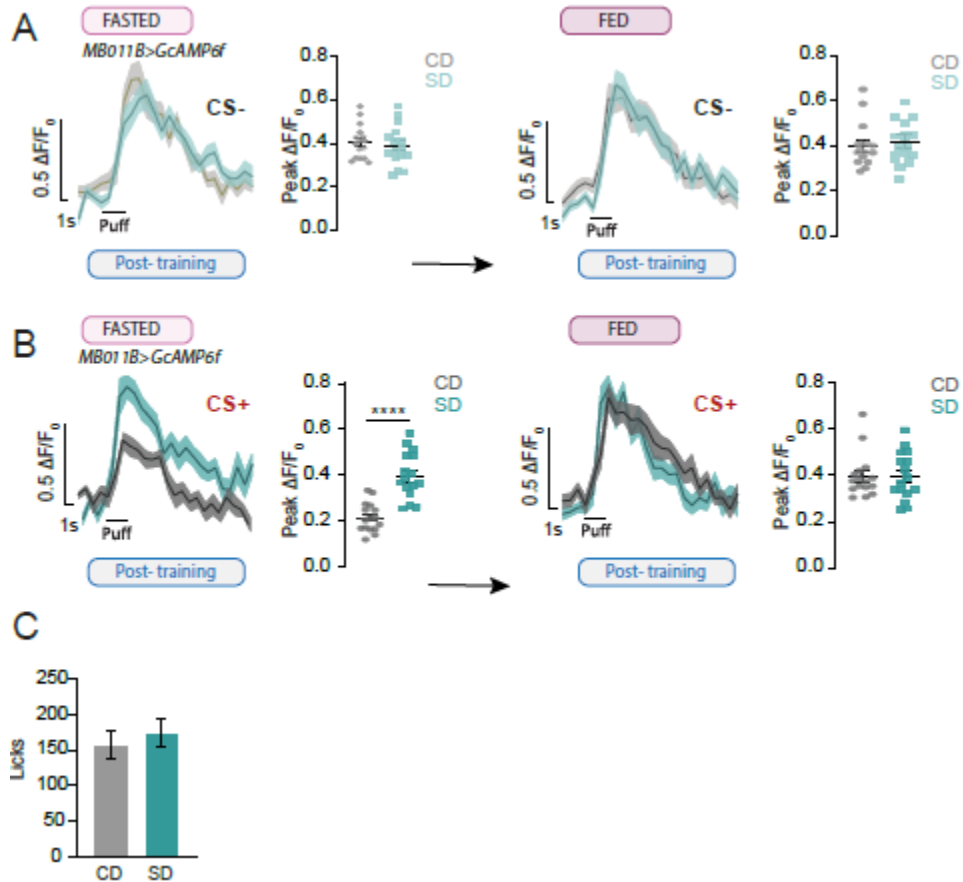 A
FASTED
MB011B>GcAMP6f
CS-
0.5 ΔF/F0
1s
Puff
Post- training
Peak ΔF/F0
0.8
0.6
0.4
0.2
0.0
CD
SD
FED
CS-
0.5 ΔF/F0
1s
Puff
Post- training
Peak ΔF/F0
0.8
0.6
0.4
0.2
0.0
CD
SD
B
FASTED
MB011B>GcAMP6f
CS+
0.5 ΔF/F0
1s
Puff
Post- training
Peak ΔF/F0
0.8
0.6
0.4
0.2
0.0
****
CD
SD
FED
CS+
0.5 ΔF/F0
1s
Puff
Post- training
Peak ΔF/F0
0.8
0.6
0.4
0.2
0.0
CD
SD
C
Licks
250
200
150
100
50
0
CD SD